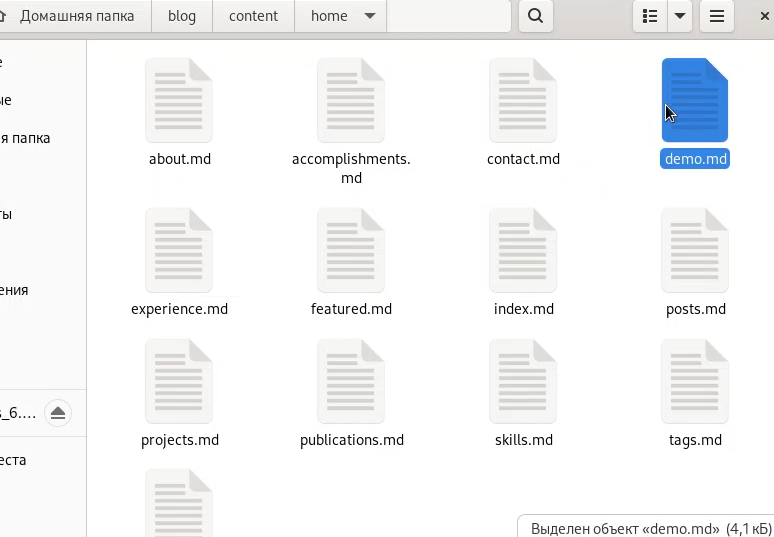 Домашняя папка blog content home
е
ые
я папка
ты
ения
s_6....
еста
about.md accomplishments.md contact.md demo.md
experience.md featured.md index.md posts.md
projects.md publications.md skills.md tags.md
Выделен объект «demo.md» (4,1 кБ)